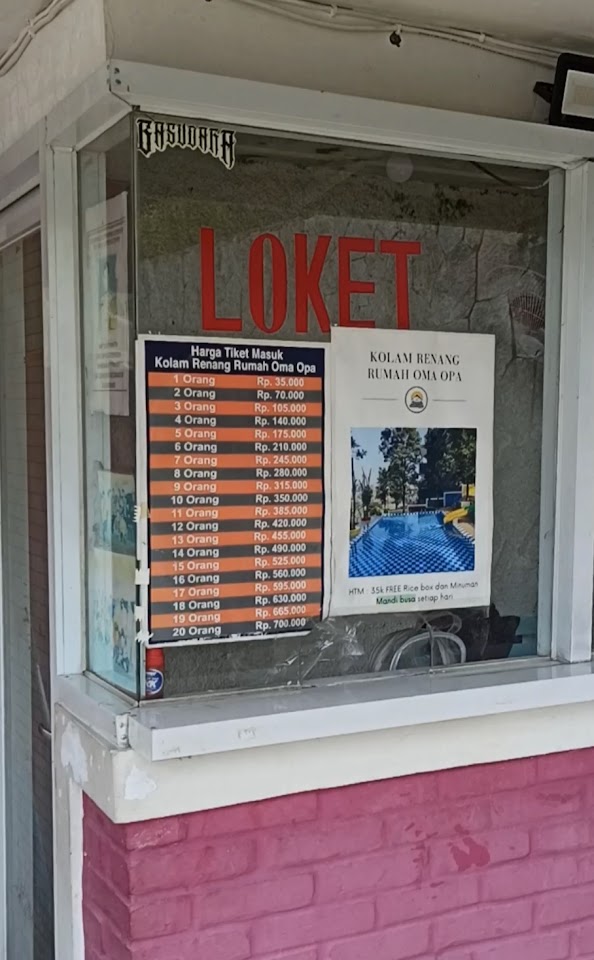 BASUDARA
LOKET
Harga Tiket Masuk
Kolam Renang Rumah Oma Opa
1 Orang Rp. 35.000
2 Orang Rp. 70.000
3 Orang Rp. 105.000
4 Orang Rp. 140.000
5 Orang Rp. 175.000
6 Orang Rp. 210.000
7 Orang Rp. 245.000
8 Orang Rp. 280.000
9 Orang Rp. 315.000
10 Orang Rp. 350.000
11 Orang Rp. 385.000
12 Orang Rp. 420.000
13 Orang Rp. 455.000
14 Orang Rp. 490.000
15 Orang Rp. 525.000
16 Orang Rp. 560.000
17 Orang Rp. 595.000
18 Orang Rp. 630.000
19 Orang Rp. 665.000
20 Orang Rp. 700.000
KOLAM RENANG
RUMAH OMA OPA
HTM : 35k FREE Rice box dan Minuman
Mandi busa setiap hari